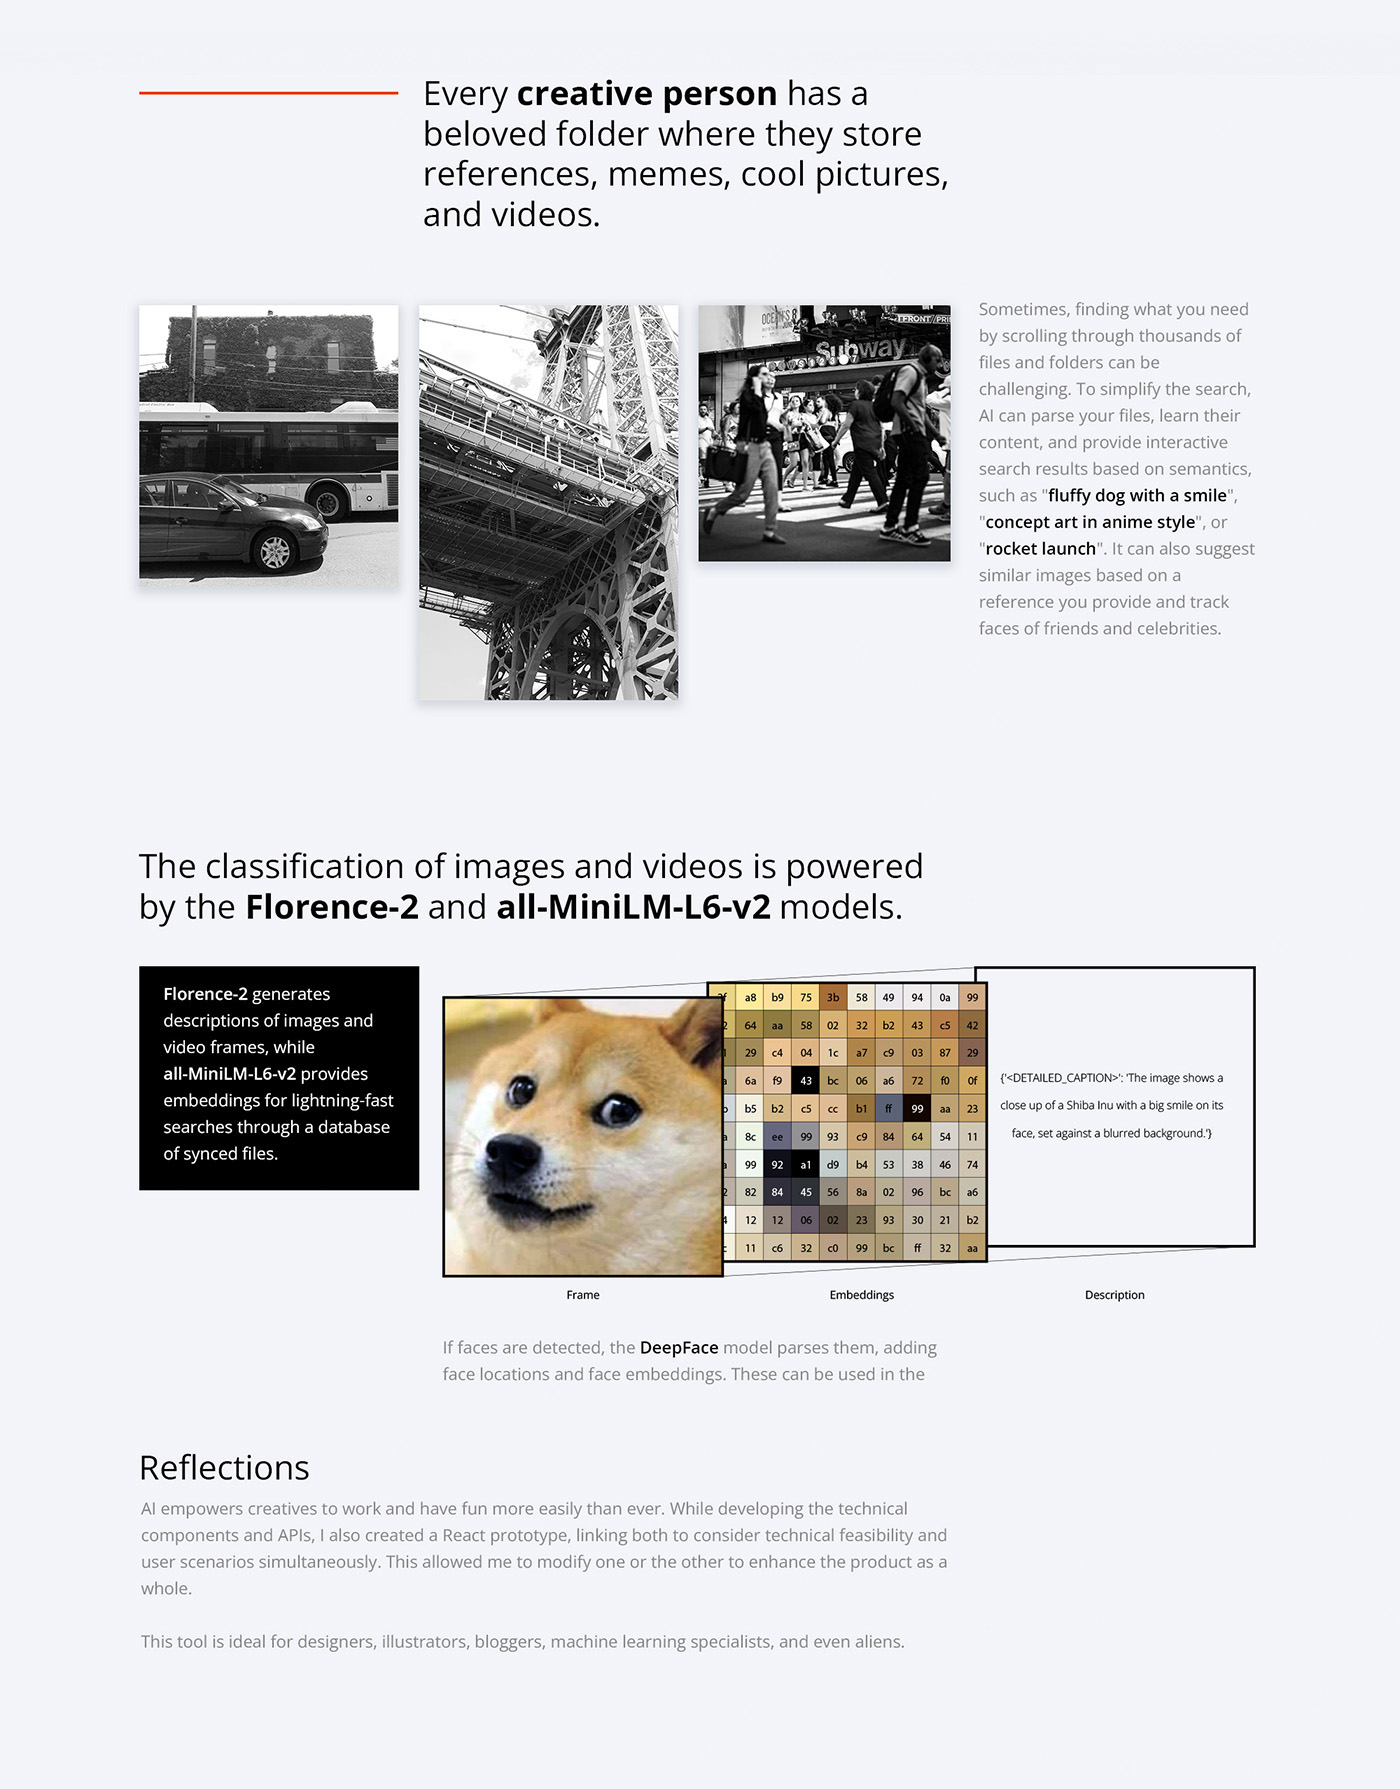 Every creative person has a
beloved folder where they store
references, memes, cool pictures,
and videos.
OCEAN'S 8
TFRONT
Subway
Sometimes, finding what you need
by scrolling through thousands of
files and folders can be
challenging. To simplify the search,
AI can parse your files, learn their
content, and provide interactive
search results based on semantics,
such as "fluffy dog with a smile",
"concept art in anime style", or
"rocket launch". It can also suggest
similar images based on a
reference you provide and track
faces of friends and celebrities.
The classification of images and videos is powered
by the Florence-2 and all-MiniLM-L6-v2 models.
Florence-2 generates
descriptions of images and
video frames, while
all-MiniLM-L6-v2 provides
embeddings for lightning-fast
searches through a database
of synced files.
a8 b9 75 3b 58 49 94 0a 99
64 aa 58 02 32 b2 43 c5 42
29 c4 04 1c a7 c9 03 87 29
6a f9 43 bc 06 a6 72 f0 0f
b5 b2 c5 cc b1 ff 99 aa 23
8c ee 99 93 c9 84 64 54 11
99 92 a1 d9 b4 53 38 46 74
82 84 45 56 8a 02 96 bc a6
12 12 06 02 23 93 30 21 b2
11 c6 32 c0 99 bc ff 32 aa
{'<DETAILED_CAPTION>': 'The image shows a
close up of a Shiba Inu with a big smile on its
face, set against a blurred background.'}
Frame
Embeddings
Description
If faces are detected, the DeepFace model parses them, adding
face locations and face embeddings. These can be used in the
Reflections
AI empowers creatives to work and have fun more easily than ever. While developing the technical
components and APIs, I also created a React prototype, linking both to consider technical feasibility and
user scenarios simultaneously. This allowed me to modify one or the other to enhance the product as a
whole.
This tool is ideal for designers, illustrators, bloggers, machine learning specialists, and even aliens.